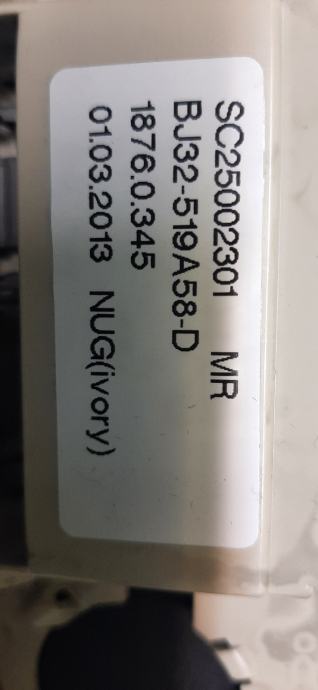 SC25002301 MR
BJ32-519A58-D
1876.0.345
01.03.2013 NUG(ivory)